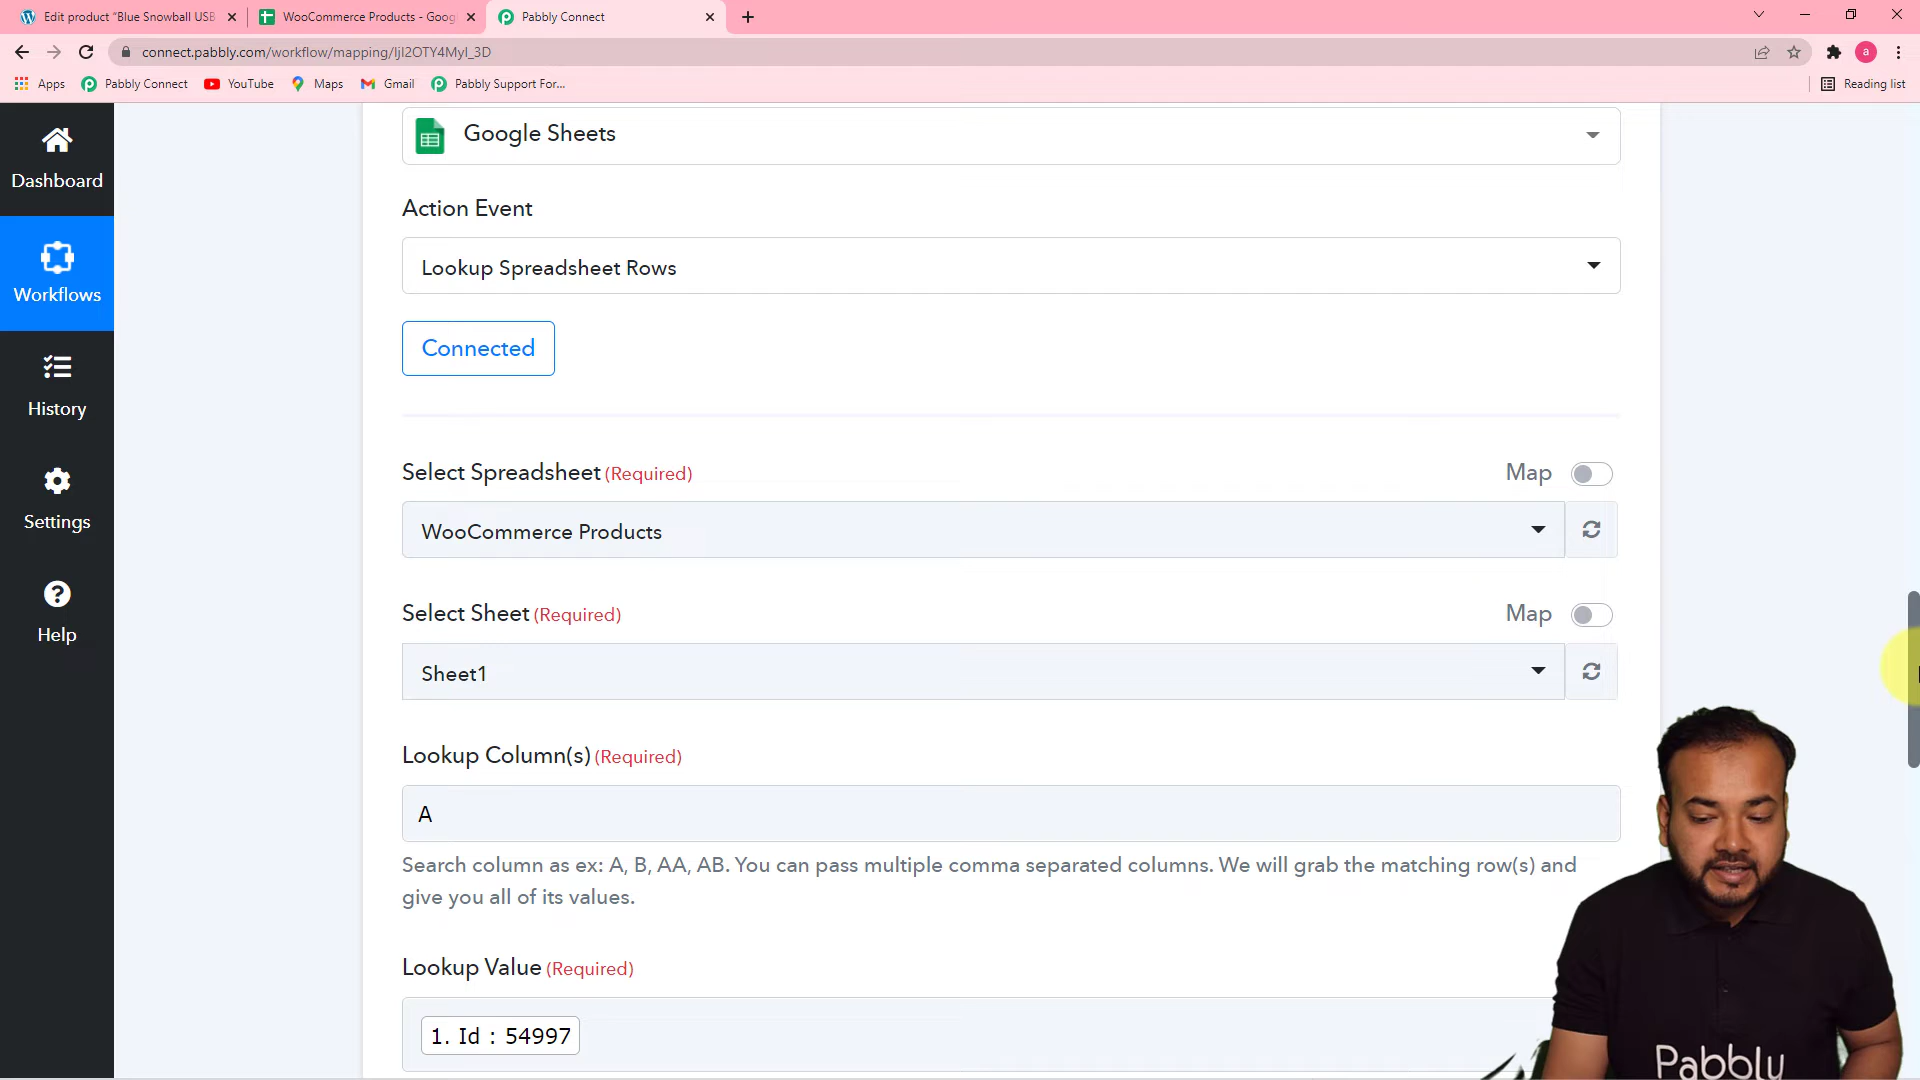 Edit product “Blue Snowball USB
WooCommerce Products - Goog
Pabbly Connect
connect.pabbly.com/workflow/mapping/IjI2OTY4MyI_3D
a
Apps
Pabbly Connect
YouTube
Maps
Gmail
Pabbly Support For...
Reading list
Dashboard
Workflows
History
Settings
Help
Google Sheets
Action Event
Lookup Spreadsheet Rows
Connected
Select Spreadsheet (Required)
Map
WooCommerce Products
Select Sheet (Required)
Map
Sheet1
Lookup Column(s) (Required)
A
Search column as ex: A, B, AA, AB. You can pass multiple comma separated columns. We will grab the matching row(s) and
give you all of its values.
Lookup Value (Required)
1. Id : 54997
Pabbly